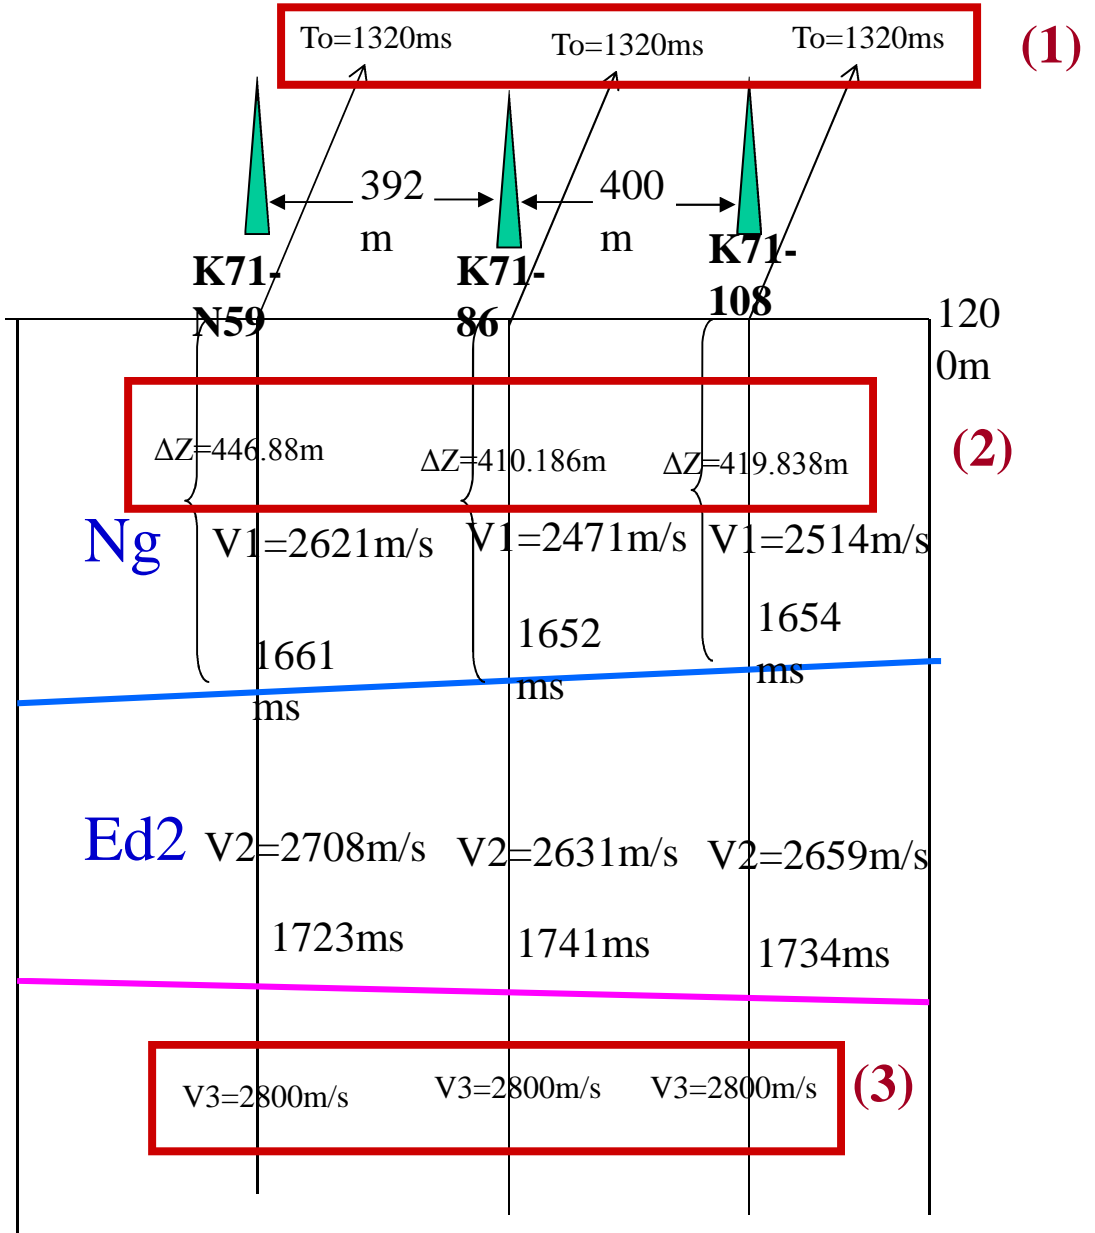 To=1320ms
To=1320ms
To=1320ms
(1)
392
m
400
m
K71-
N59
K71-
86
K71-
108
120
0m
ΔZ=446.88m
ΔZ=410.186m
ΔZ=419.838m
(2)
Ng
V1=2621m/s
V1=2471m/s
V1=2514m/s
1661
ms
1652
ms
1654
ms
Ed2
V2=2708m/s
V2=2631m/s
V2=2659m/s
1723ms
1741ms
1734ms
V3=2800m/s
V3=2800m/s
V3=2800m/s
(3)